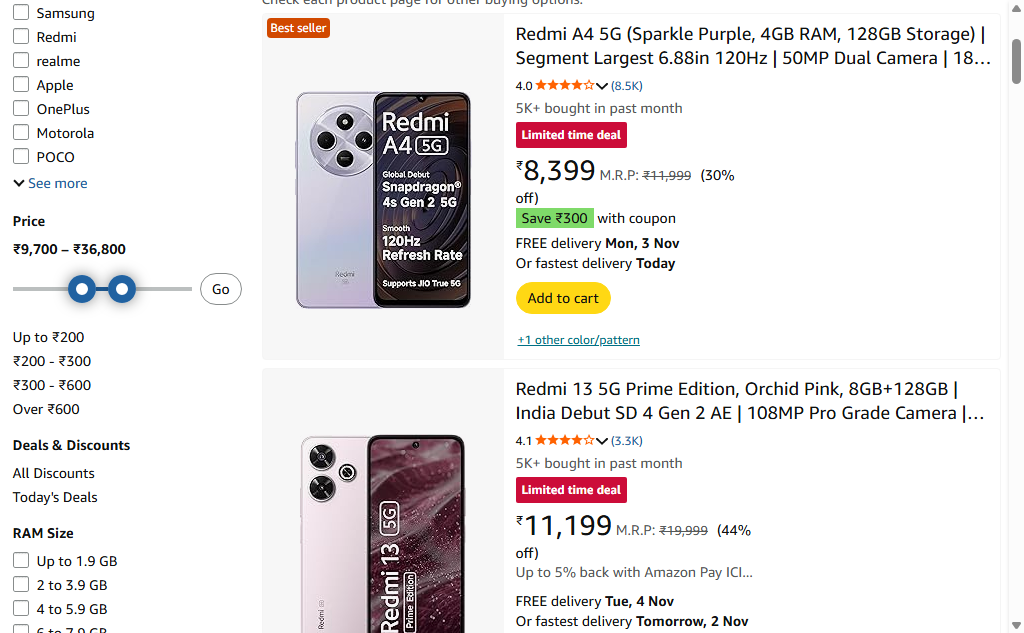 Check each product page for other buying options.
Samsung
Redmi
realme
Apple
OnePlus
Motorola
POCO
See more
Price
₹9,700 – ₹36,800
Go
Up to ₹200
₹200 - ₹300
₹300 - ₹600
Over ₹600
Deals & Discounts
All Discounts
Today's Deals
RAM Size
Up to 1.9 GB
2 to 3.9 GB
4 to 5.9 GB
6 to 7.9 GB
Best seller
Redmi
A4 5G
Global Debut
Snapdragon®
4s Gen 2 5G
Smooth
120Hz
Refresh Rate
Supports JIO True 5G
Redmi
Redmi A4 5G (Sparkle Purple, 4GB RAM, 128GB Storage) |
Segment Largest 6.88in 120Hz | 50MP Dual Camera | 18...
4.0 (8.5K)
5K+ bought in past month
Limited time deal
₹8,399 M.R.P: ₹11,999 (30%
off)
Save ₹300 with coupon
FREE delivery Mon, 3 Nov
Or fastest delivery Today
Add to cart
+1 other color/pattern
Redmi 13 5G
Prime Edition
Redmi
Redmi 13 5G Prime Edition, Orchid Pink, 8GB+128GB |
India Debut SD 4 Gen 2 AE | 108MP Pro Grade Camera |...
4.1 (3.3K)
5K+ bought in past month
Limited time deal
₹11,199 M.R.P: ₹19,999 (44%
off)
Up to 5% back with Amazon Pay ICI...
FREE delivery Tue, 4 Nov
Or fastest delivery Tomorrow, 2 Nov